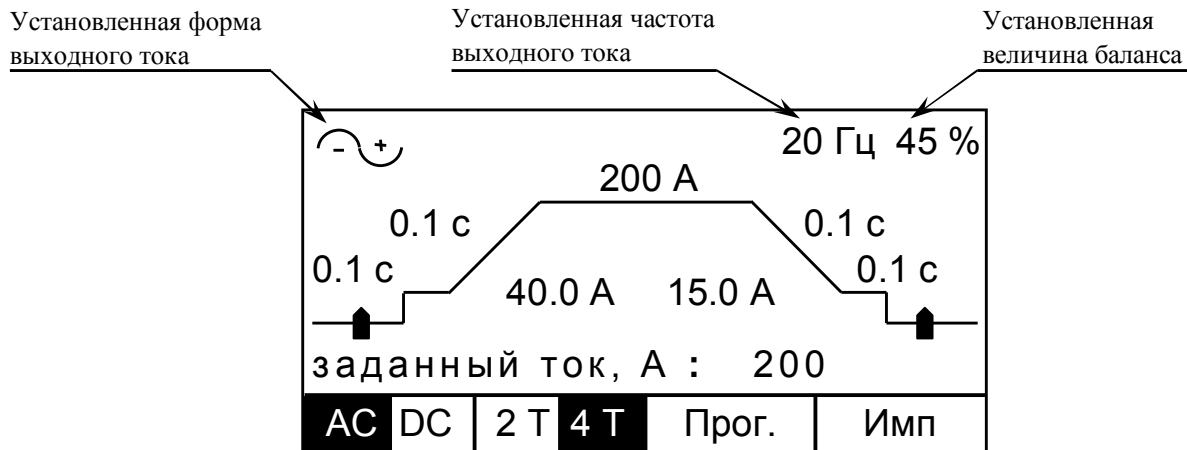 Установленная форма
выходного тока
Установленная частота
выходного тока
Установленная
величина баланса
- +
20 Гц 45 %
200 А
0.1 с
0.1 с
0.1 с
0.1 с
40.0 А 15.0 А
заданный ток, А : 200
AC DC 2 Т 4 Т Прог. Имп